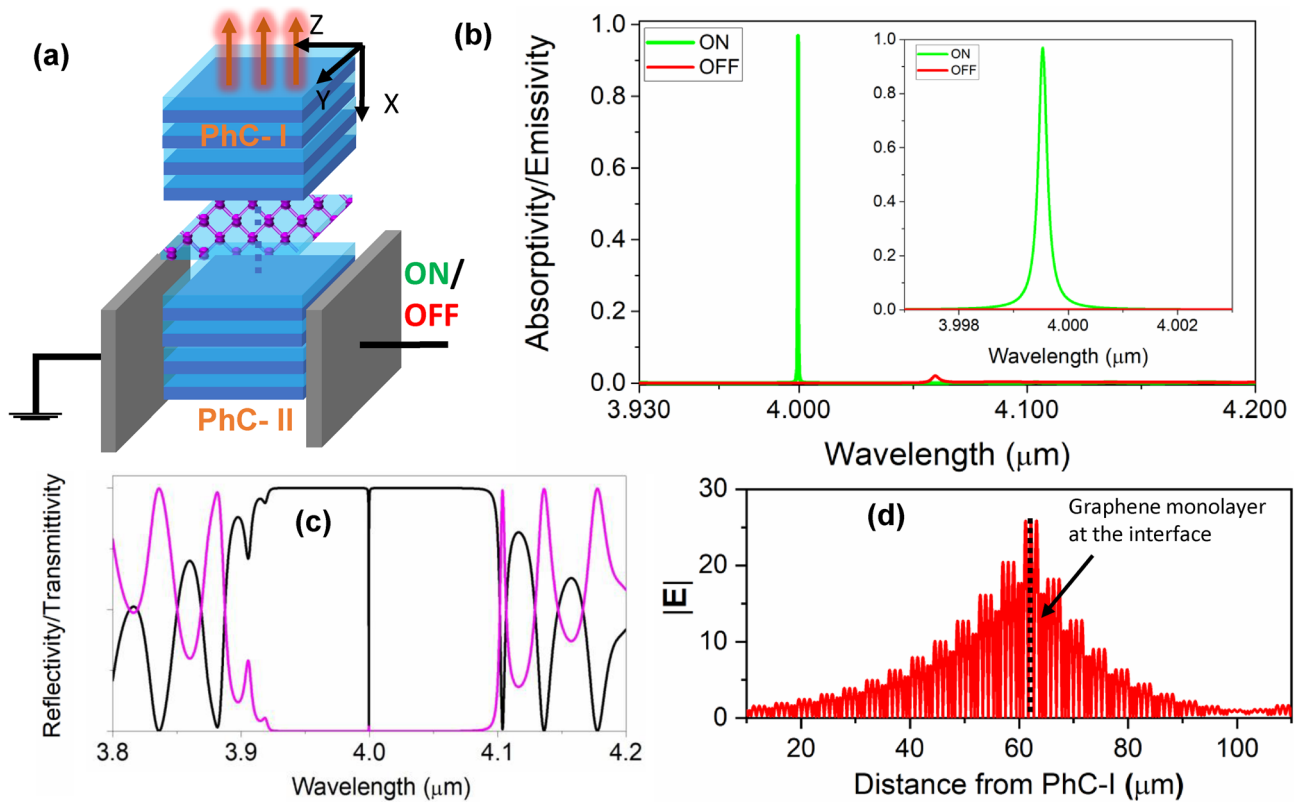 (a)
Z
Y
X
PhC- I
ON/
OFF
PhC- II
(b)
ON
OFF
1.0
0.8
0.6
0.4
0.2
0.0
3.930
4.000
4.100
4.200
Absorptivity/Emissivity
Wavelength (μm)
ON
OFF
1.0
0.8
0.6
0.4
0.2
0.0
3.998
4.000
4.002
Wavelength (μm)
(c)
Reflectivity/Transmittivity
3.8
3.9
4.0
4.1
4.2
Wavelength (μm)
(d)
Graphene monolayer
at the interface
|E|
30
20
10
0
20
40
60
80
100
Distance from PhC-I (μm)